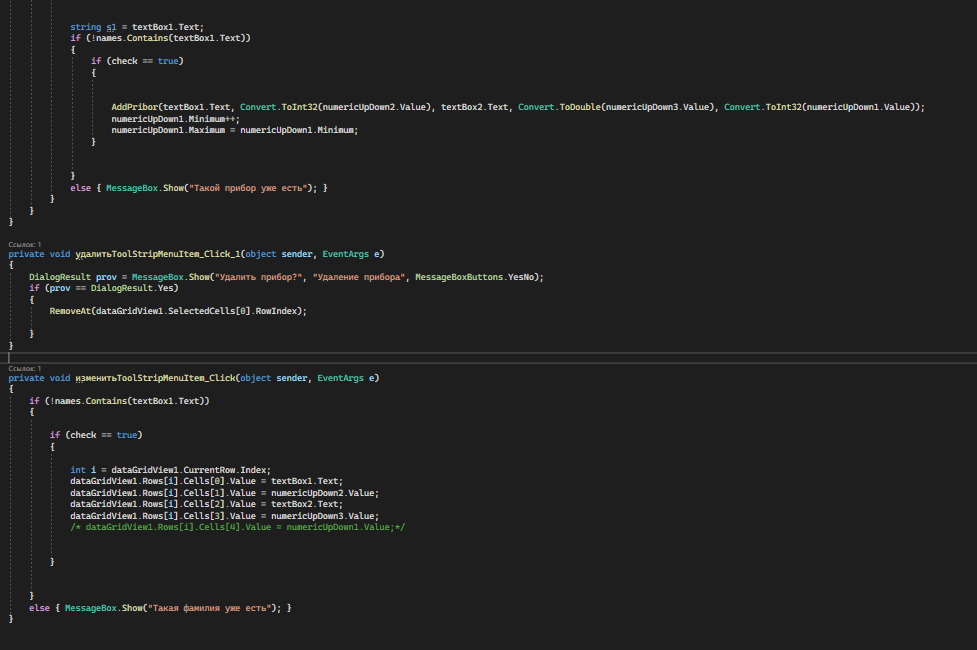 string s1 = textBox1.Text;
if (!names.Contains(textBox1.Text))
{
if (check == true)
{
AddPribor(textBox1.Text, Convert.ToInt32(numericUpDown2.Value), textBox2.Text, Convert.ToDouble(numericUpDown3.Value), Convert.ToInt32(numericUpDown1.Value));
numericUpDown1.Minimum++;
numericUpDown1.Maximum = numericUpDown1.Minimum;
}
}
else { MessageBox.Show("Такой прибор уже есть"); }
}
}
}
Ссылок: 1
private void удалитьToolStripMenuItem_Click_1(object sender, EventArgs e)
{
DialogResult prov = MessageBox.Show("Удалить прибор?", "Удаление прибора", MessageBoxButtons.YesNo);
if (prov == DialogResult.Yes)
{
RemoveAt(dataGridView1.SelectedCells[0].RowIndex);
}
}
Ссылок: 1
private void изменитьToolStripMenuItem_Click(object sender, EventArgs e)
{
if (!names.Contains(textBox1.Text))
{
if (check == true)
{
int i = dataGridView1.CurrentRow.Index;
dataGridView1.Rows[i].Cells[0].Value = textBox1.Text;
dataGridView1.Rows[i].Cells[1].Value = numericUpDown2.Value;
dataGridView1.Rows[i].Cells[2].Value = textBox2.Text;
dataGridView1.Rows[i].Cells[3].Value = numericUpDown3.Value;
/* dataGridView1.Rows[i].Cells[4].Value = numericUpDown1.Value;*/
}
}
else { MessageBox.Show("Такая фамилия уже есть"); }
}